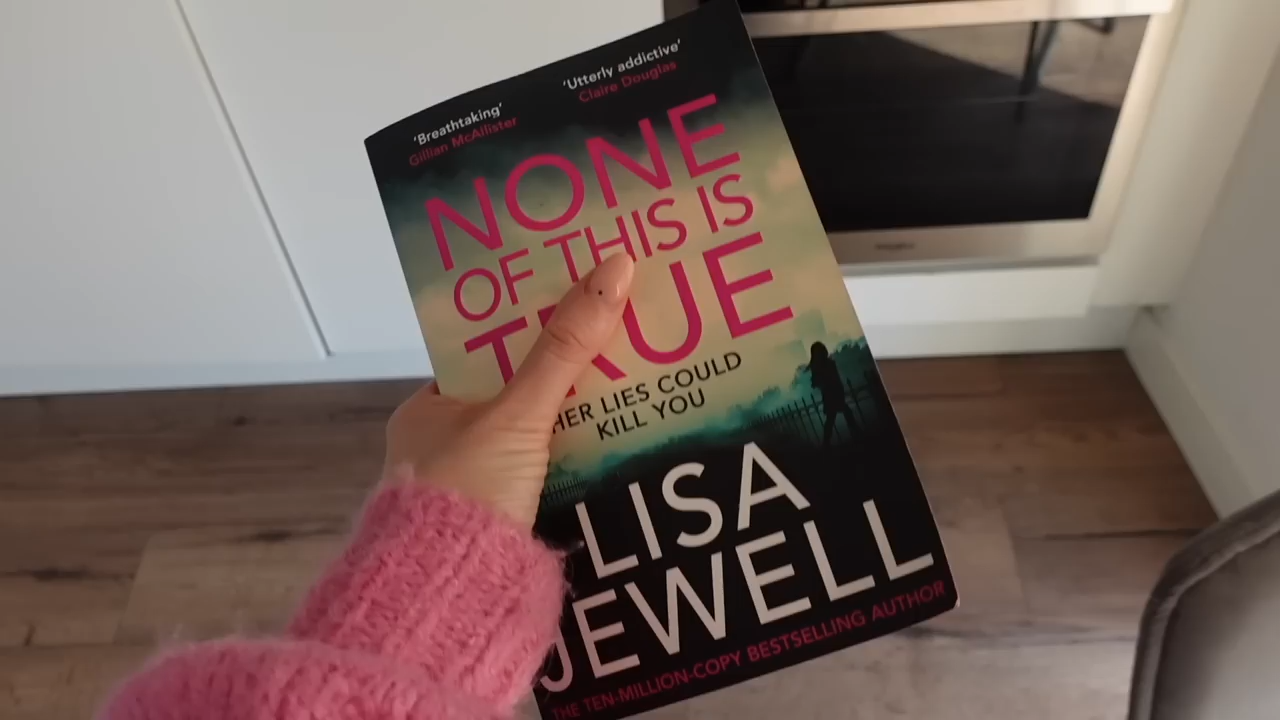 'Breathtaking'
Gillian McAllister
'Utterly addictive'
Claire Douglas
NONE
OF THIS IS
TRUE
HER LIES COULD
KILL YOU
LISA
JEWELL
THE TEN-MILLION-COPY BESTSELLING AUTHOR